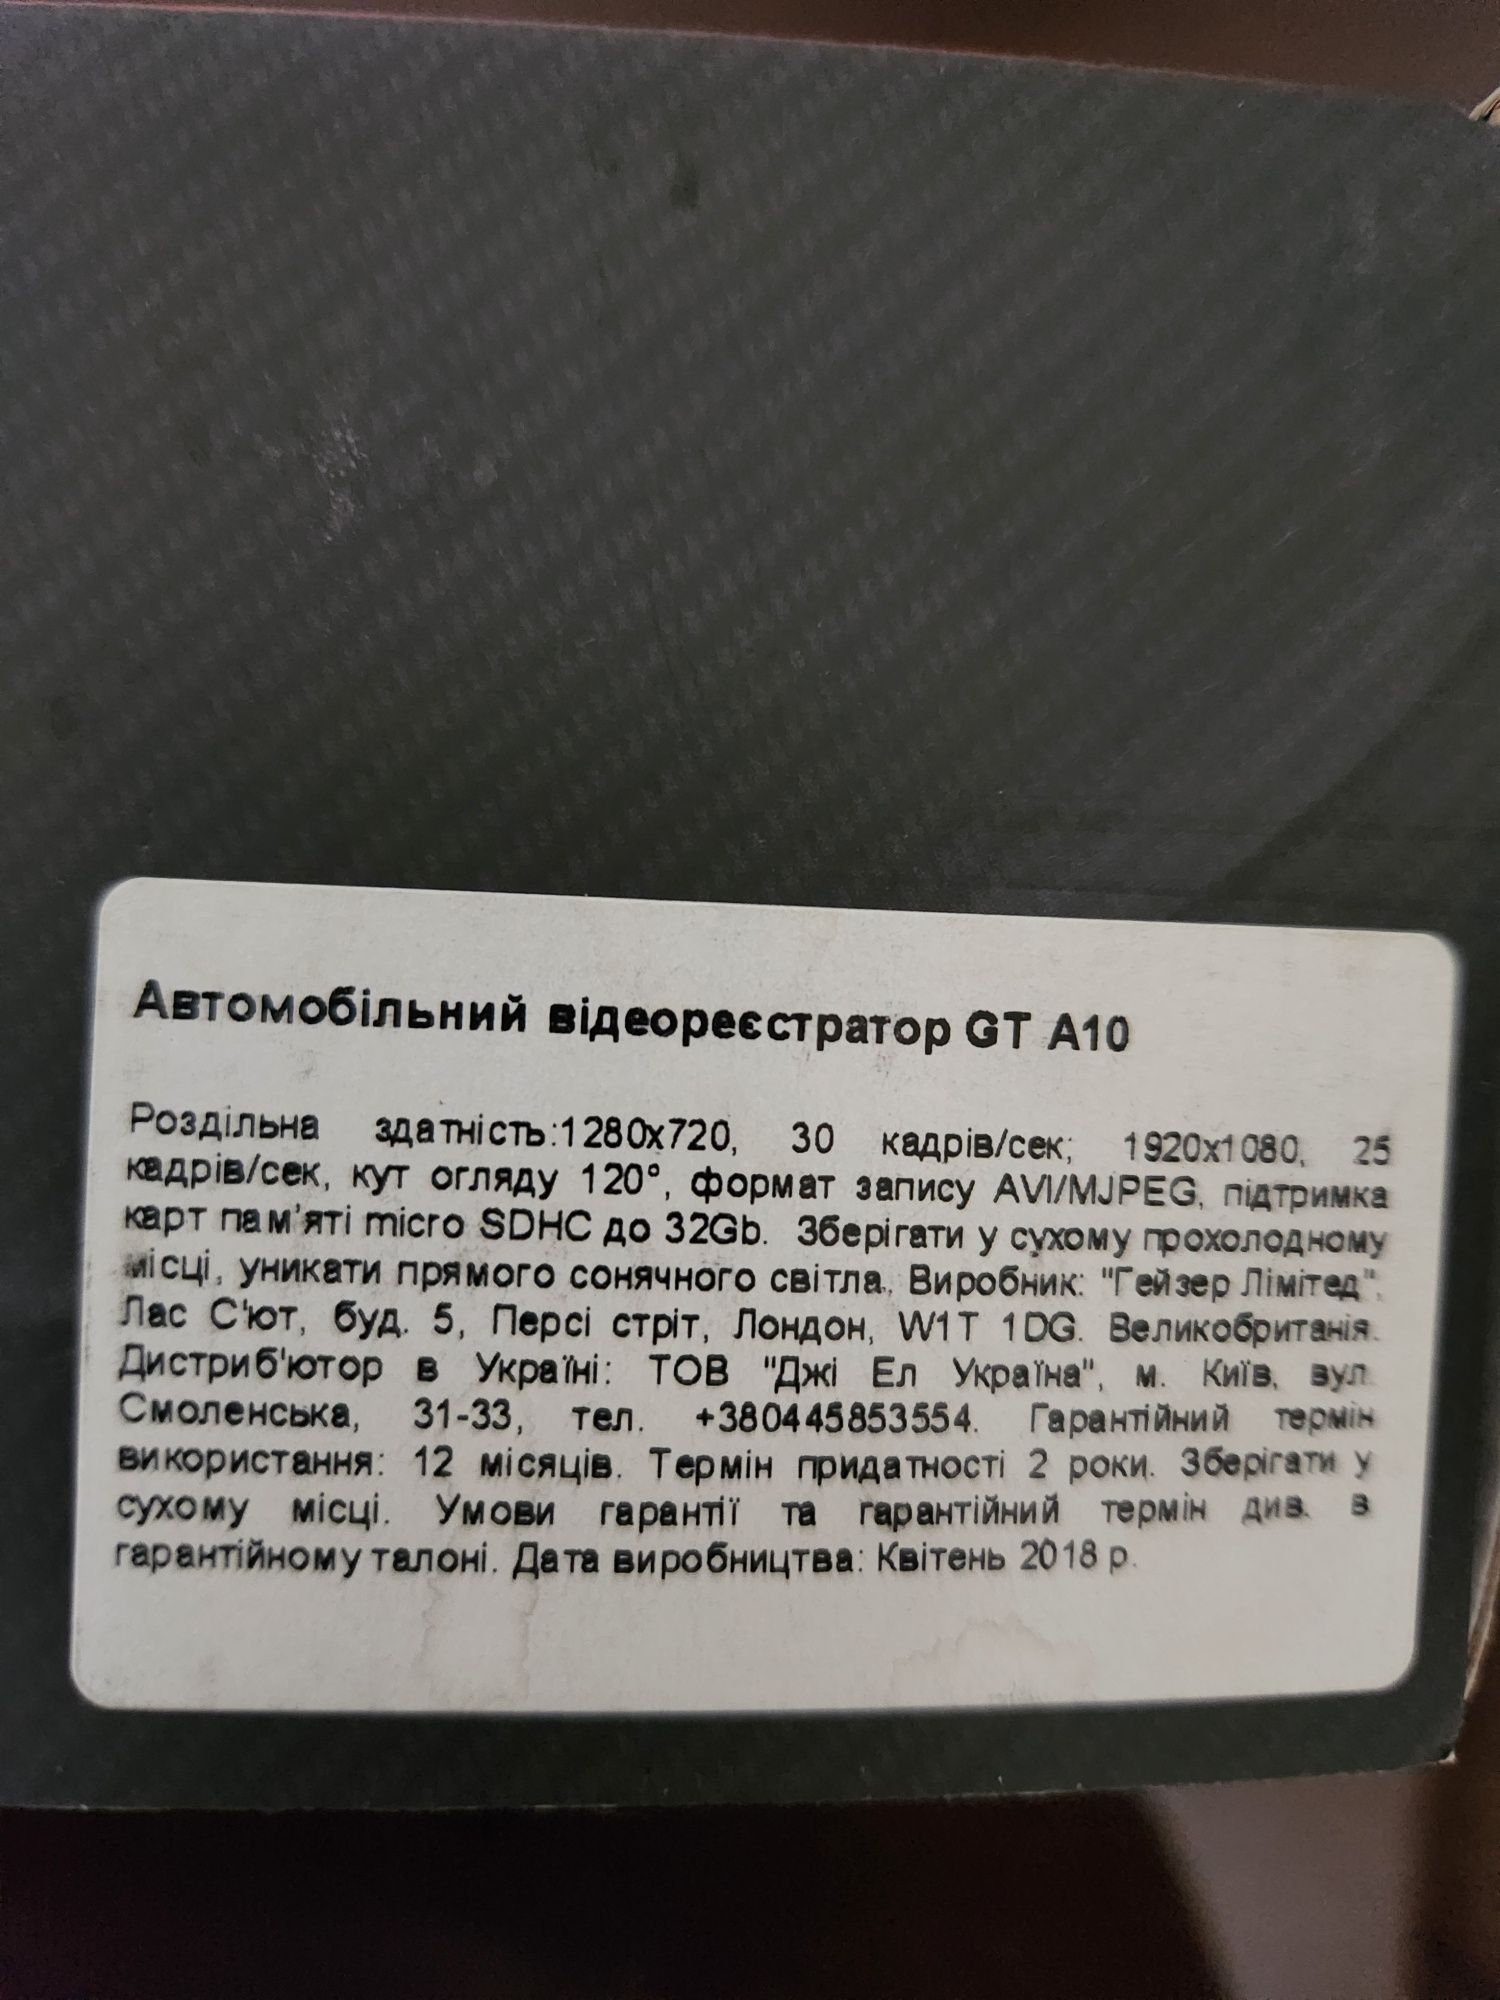 Автомобільний відеореєстратор GT A10
Роздільна здатність:1280х720, 30 кадрів/сек; 1920х1080, 25
кадрів/сек, кут огляду 120°, формат запису AVI/MJPEG, підтримка
карт пам'яті micro SDHC до 32Gb. Зберігати у сухому прохолодному
місці, уникати прямого сонячного світла. Виробник: "Гейзер Лімітед".
Лас С'ют, буд. 5, Персі стріт, Лондон, W1T 1DG. Великобританія.
Дистриб'ютор в Україні: ТОВ "Джі Ел Україна", м. Київ, вул.
Смоленська, 31-33, тел. +380445853554. Гарантійний термін
використання: 12 місяців. Термін придатності 2 роки. Зберігати у
сухому місці. Умови гарантії та гарантійний термін див. в
гарантійному талоні. Дата виробництва: Квітень 2018 р.